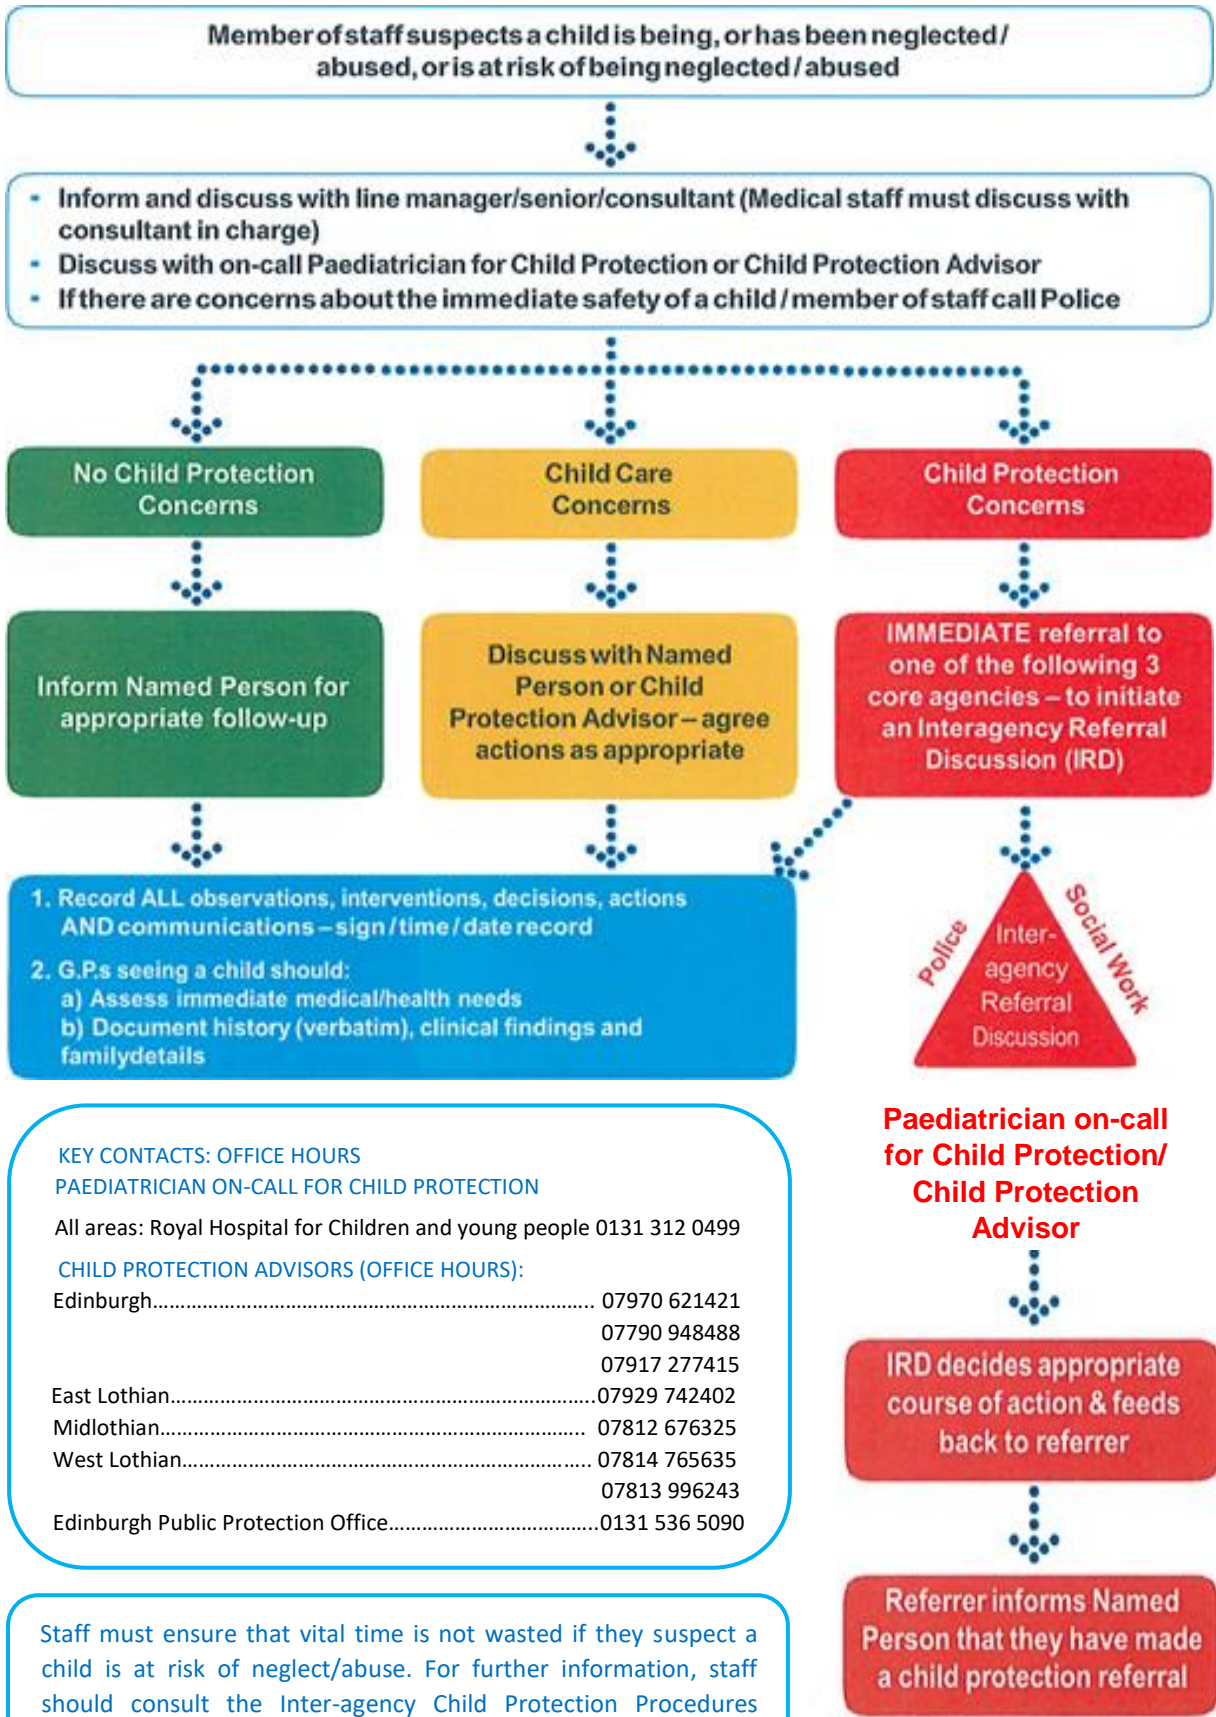 Member of staff suspects a child is being, or has been neglected /
abused, or is at risk of being neglected / abused
- Inform and discuss with line manager/senior/consultant (Medical staff must discuss with
consultant in charge)
- Discuss with on-call Paediatrician for Child Protection or Child Protection Advisor
- If there are concerns about the immediate safety of a child / member of staff call Police
No Child Protection
Concerns
Child Care
Concerns
Child Protection
Concerns
Inform Named Person for
appropriate follow-up
Discuss with Named
Person or Child
Protection Advisor – agree
actions as appropriate
IMMEDIATE referral to
one of the following 3
core agencies – to initiate
an Interagency Referral
Discussion (IRD)
1. Record ALL observations, interventions, decisions, actions
AND communications – sign / time / date record
2. G.P.s seeing a child should:
a) Assess immediate medical/health needs
b) Document history (verbatim), clinical findings and
familydetails
Police
Social Work
Inter-
agency
Referral
Discussion
Paediatrician on-call
for Child Protection/
Child Protection
Advisor
IRD decides appropriate
course of action & feeds
back to referrer
Referrer informs Named
Person that they have made
a child protection referral
KEY CONTACTS: OFFICE HOURS
PAEDIATRICIAN ON-CALL FOR CHILD PROTECTION
All areas: Royal Hospital for Children and young people 0131 312 0499
CHILD PROTECTION ADVISORS (OFFICE HOURS):
Edinburgh…………………………………………………………………….. 07970 621421
07790 948488
07917 277415
East Lothian…………………………………………………………………..07929 742402
Midlothian…………………………………………………………………. 07812 676325
West Lothian……………………………………………………………….. 07814 765635
07813 996243
Edinburgh Public Protection Office……………………………..0131 536 5090
Staff must ensure that vital time is not wasted if they suspect a
child is at risk of neglect/abuse. For further information, staff
should consult the Inter-agency Child Protection Procedures